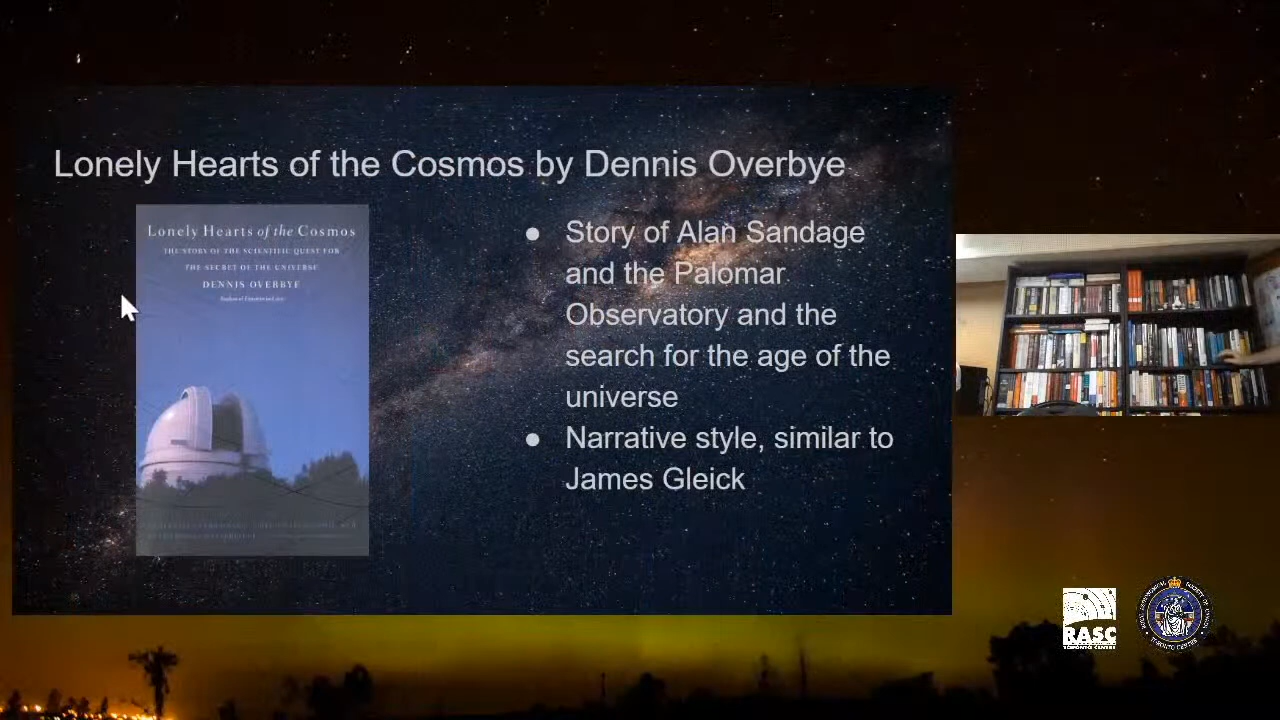 Lonely Hearts of the Cosmos by Dennis Overbye
Lonely Hearts of the Cosmos
THE STORY OF THE SCIENTIFIC QUEST FOR
THE SECRET OF THE UNIVERSE
DENNIS OVERBYE
● Story of Alan Sandage
and the Palomar
Observatory and the
search for the age of the
universe
● Narrative style, similar to
James Gleick
RASC
TORONTO CENTRE